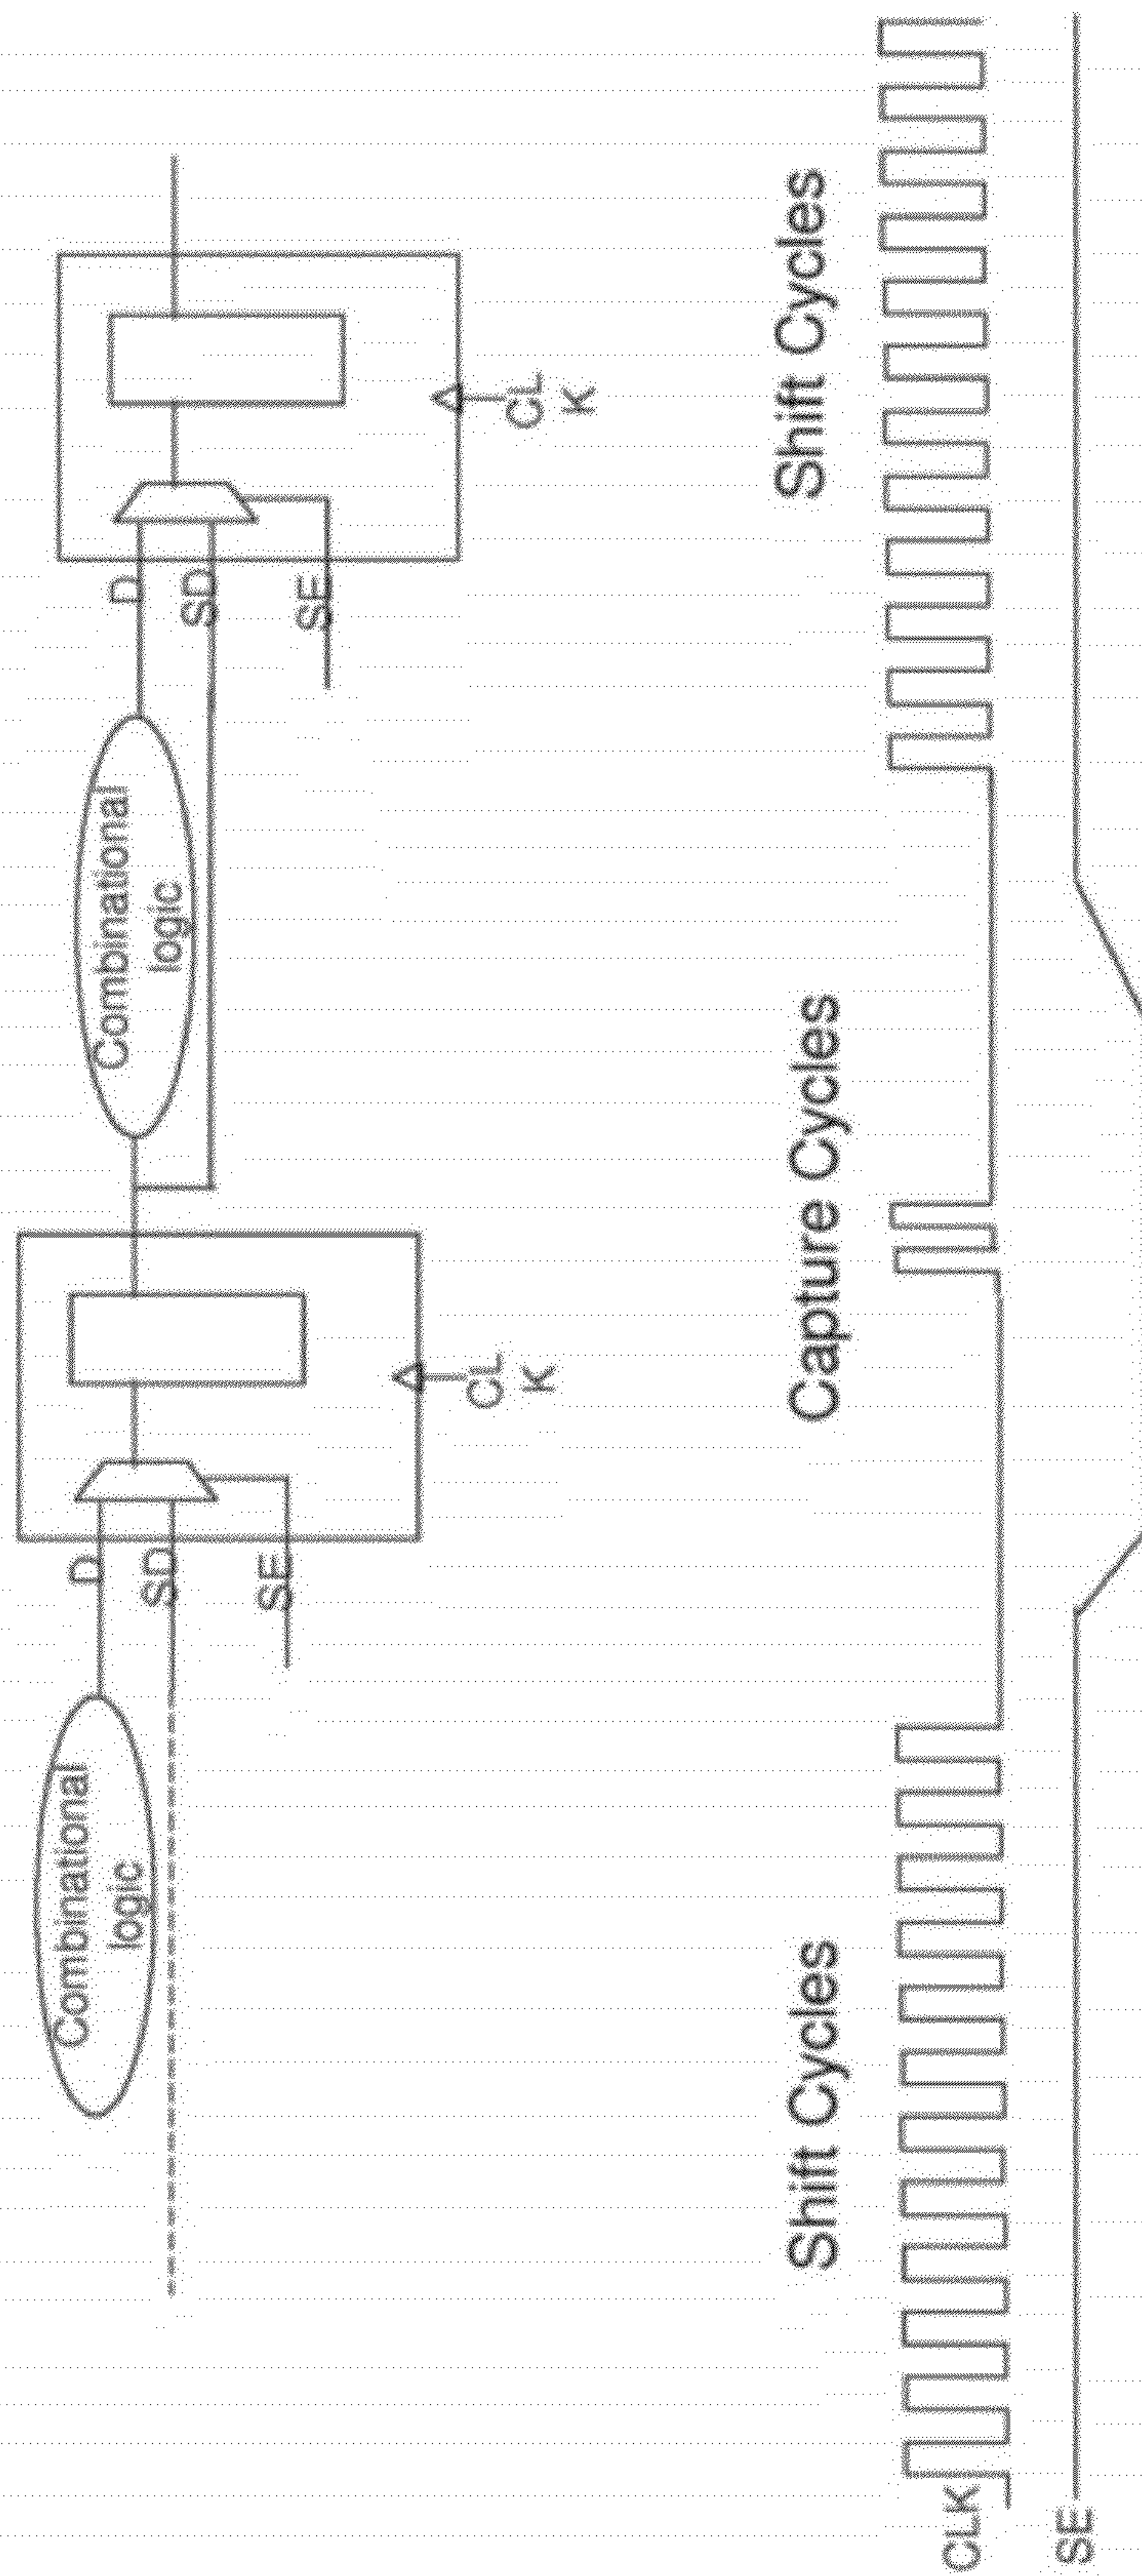 Combinational
logic
D
SD
SE
CL
K
Combinational
logic
D
SD
SE
CL
K
Shift Cycles
Capture Cycles
Shift Cycles
CLK
SE